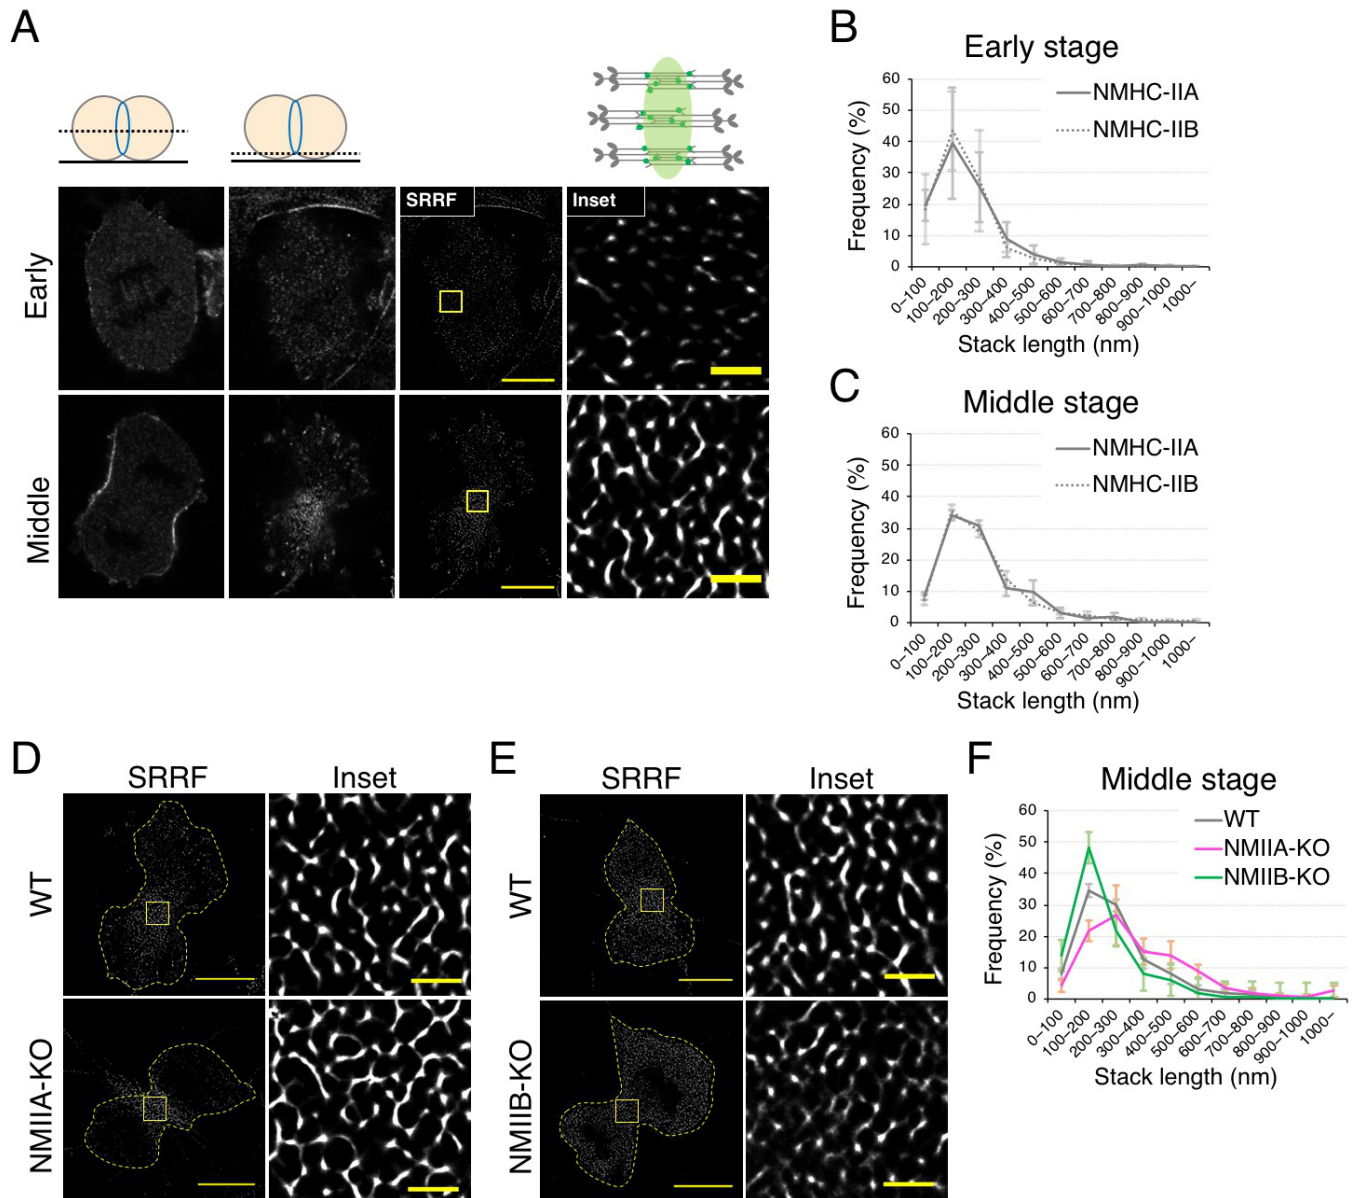 A
SRRF
Inset
Early
Middle
B
Early stage
NMHC-IIA
NMHC-IIB
Frequency (%)
60
50
40
30
20
10
0
0–100
100–200
200–300
300–400
400–500
500–600
600–700
700–800
800–900
900–1000
1000–
Stack length (nm)
C
Middle stage
NMHC-IIA
NMHC-IIB
Frequency (%)
60
50
40
30
20
10
0
0–100
100–200
200–300
300–400
400–500
500–600
600–700
700–800
800–900
900–1000
1000–
Stack length (nm)
D
SRRF
Inset
WT
NMIIA-KO
E
SRRF
Inset
WT
NMIIB-KO
F
Middle stage
WT
NMIIA-KO
NMIIB-KO
Frequency (%)
60
50
40
30
20
10
0
0–100
100–200
200–300
300–400
400–500
500–600
600–700
700–800
800–900
900–1000
1000–
Stack length (nm)